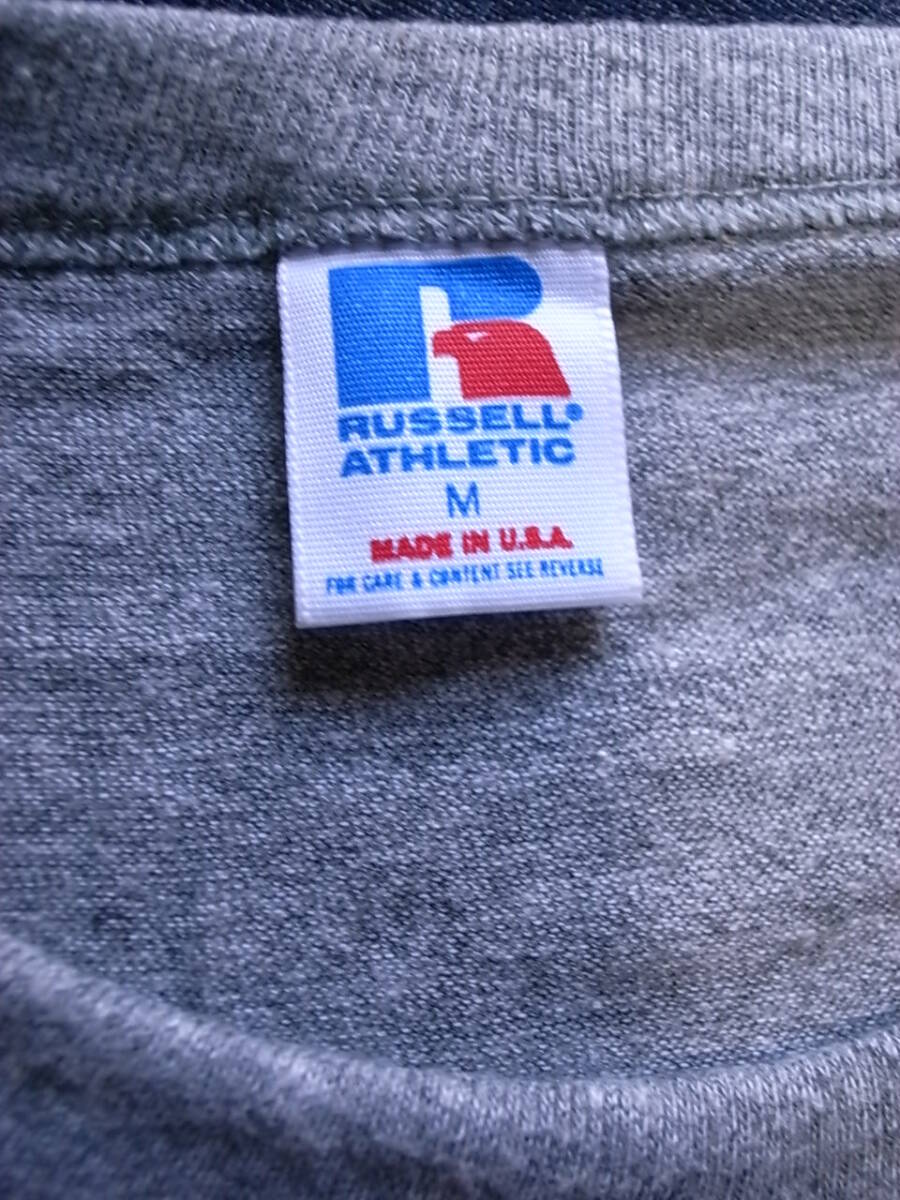 R
RUSSELL®
ATHLETIC
M
MADE IN U.S.A.
FOR CARE & CONTENT SEE REVERSE